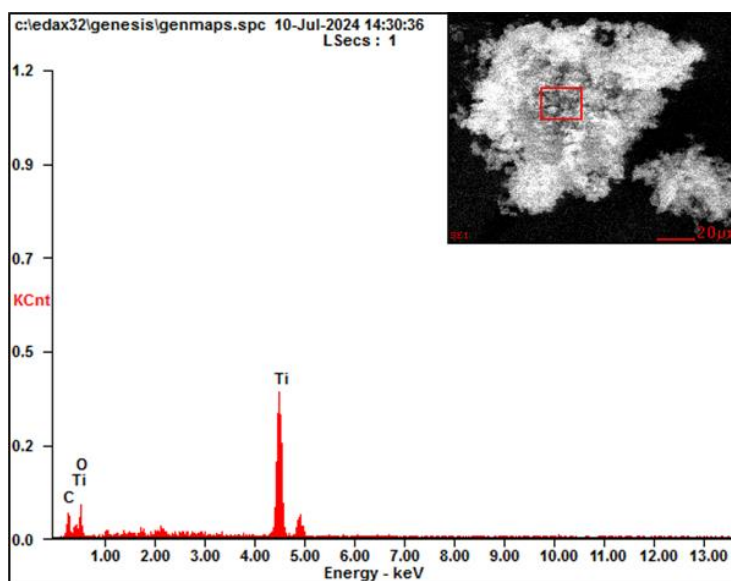 c:\edax32\genesis\genmaps.spc 10-Jul-2024 14:30:36
LSecs : 1
1.2
0.9
0.7
KCnt
0.5
0.2
0.0
Ti
O
Ti
C
1.00 2.00 3.00 4.00 5.00 6.00 7.00 8.00 9.00 10.00 11.00 12.00 13.00
Energy - keV
SE1
20µm